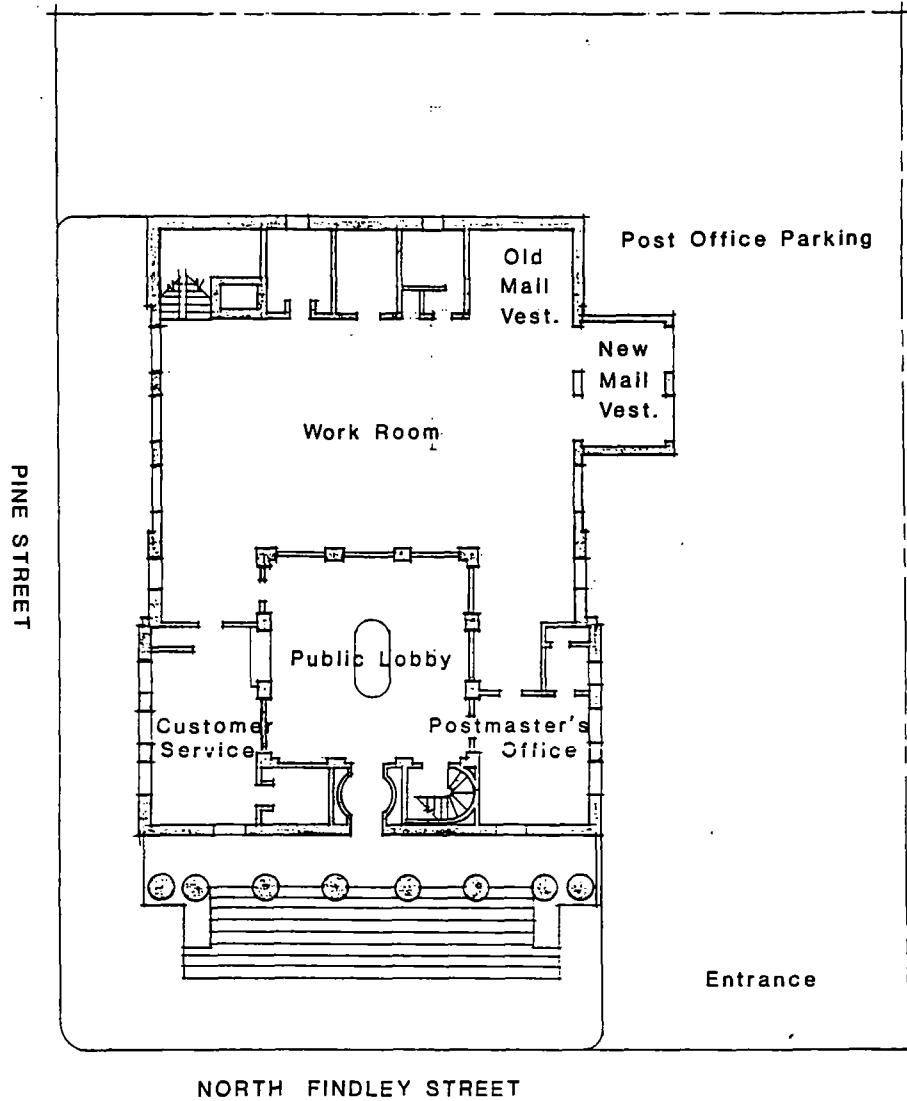 Post Office Parking
Old
Mail
Vest.
New
Mail
Vest.
Work Room
PINE STREET
Public Lobby
Customer
Service
Postmaster's
Office
Entrance
NORTH FINDLEY STREET